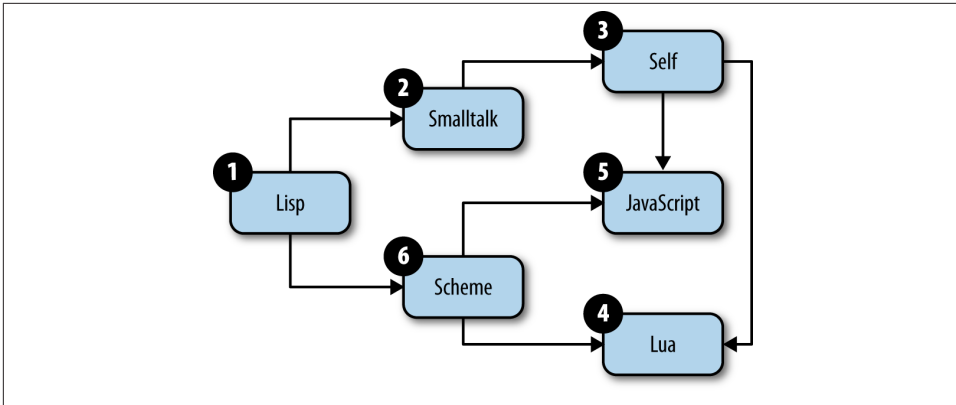 3
Self
2
Smalltalk
1
Lisp
5
JavaScript
6
Scheme
4
Lua